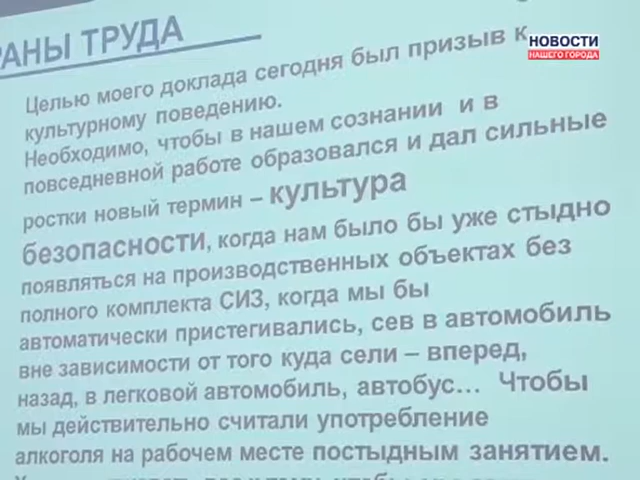 РАНЫ ТРУДА
НОВОСТИ
НАШЕГО ГОРОДА
Целью моего доклада сегодня был призыв к
культурному поведению.
Необходимо, чтобы в нашем сознании и в
повседневной работе образовался и дал сильные
ростки новый термин – культура
безопасности, когда нам было бы уже стыдно
появляться на производственных объектах без
полного комплекта СИЗ, когда мы бы
автоматически пристегивались, сев в автомобиль
вне зависимости от того куда сели – вперед,
назад, в легковой автомобиль, автобус... Чтобы
мы действительно считали употребление
алкоголя на рабочем месте постыдным занятием.